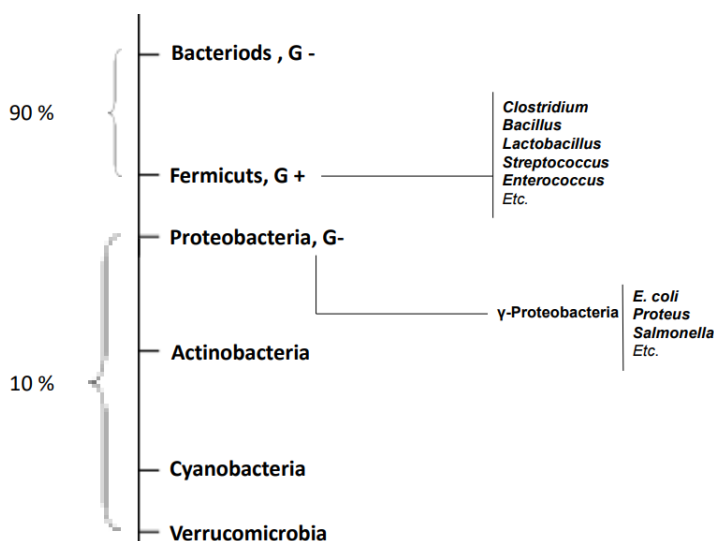 Bacteriods , G -
90 %
Fermicuts, G +
Clostridium
Bacillus
Lactobacillus
Streptococcus
Enterococcus
Etc.
Proteobacteria, G-
γ-Proteobacteria
E. coli
Proteus
Salmonella
Etc.
Actinobacteria
10 %
Cyanobacteria
Verrucomicrobia